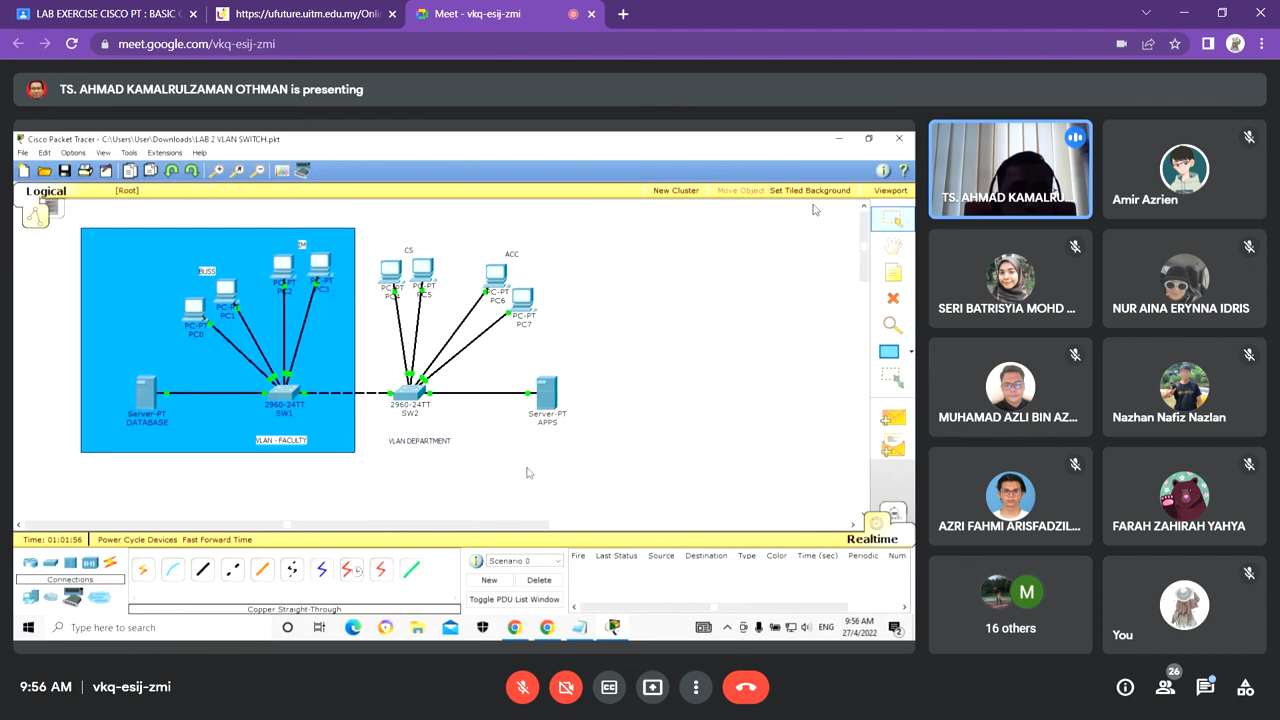 LAB EXERCISE CISCO PT : BASIC C
https://ufuture.uitm.edu.my/Onli
Meet - vkq-esij-zmi
meet.google.com/vkq-esij-zmi
TS. AHMAD KAMALRULZAMAN OTHMAN is presenting
Cisco Packet Tracer - C:\Users\User\Downloads\LAB 2 VLAN SWITCH.pkt
File Edit Options View Tools Extensions Help
Logical [Root] New Cluster Move Object Set Tiled Background Viewport
BUSS
IM
CS
ACC
PC-PT
PC0
PC-PT
PC1
PC-PT
PC2
PC-PT
PC3
PC-PT
PC4
PC-PT
PC5
PC-PT
PC6
PC-PT
PC7
Server-PT
DATABASE
2960-24TT
SW1
2960-24TT
SW2
Server-PT
APPS
VLAN - FACULTY
VLAN DEPARTMENT
Time: 01:01:56 Power Cycle Devices Fast Forward Time
Realtime
Connections
Copper Straight-Through
Scenario 0
New Delete
Toggle PDU List Window
Fire Last Status Source Destination Type Color Time (sec) Periodic Num
Type here to search
ENG
9:56 AM
27/4/2022
2
TS. AHMAD KAMALRU...
Amir Azrien
SERI BATRISYIA MOHD ...
NUR AINA ERYNNA IDRIS
MUHAMAD AZLI BIN AZ...
Nazhan Nafiz Nazlan
AZRI FAHMI ARISFADZIL...
FARAH ZAHIRAH YAHYA
M
16 others
You
9:56 AM vkq-esij-zmi
26